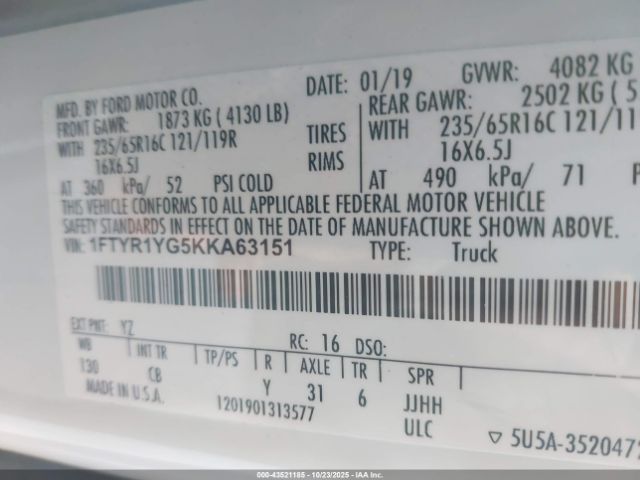 MFD. BY FORD MOTOR CO.
DATE: 01/19 GVWR: 4082 KG
FRONT GAWR: 1873 KG ( 4130 LB)
REAR GAWR: 2502 KG ( 5
WITH 235/65R16C 121/119R TIRES WITH 235/65R16C 121/11
16X6.5J RIMS 16X6.5J
AT 360 kPa/ 52 PSI COLD AT 490 kPa/ 71 P
THIS VEHICLE CONFORMS TO ALL APPLICABLE FEDERAL MOTOR VEHICLE
SAFETY STANDARDS IN EFFECT ON THE DATE OF MANUFACTURE SHOWN ABOVE.
VIN: 1FTYR1YG5KKA63151 TYPE: Truck
EXT PNT: YZ RC: 16 DSO:
WB INT TR TP/PS R AXLE TR SPR
130 CB Y 31 6 JJHH
MADE IN U.S.A. 1201901313577 ULC
▽ 5U5A-3520472
000-43521185 - 10/23/2025 - COPYRIGHT © IAA, LLC.